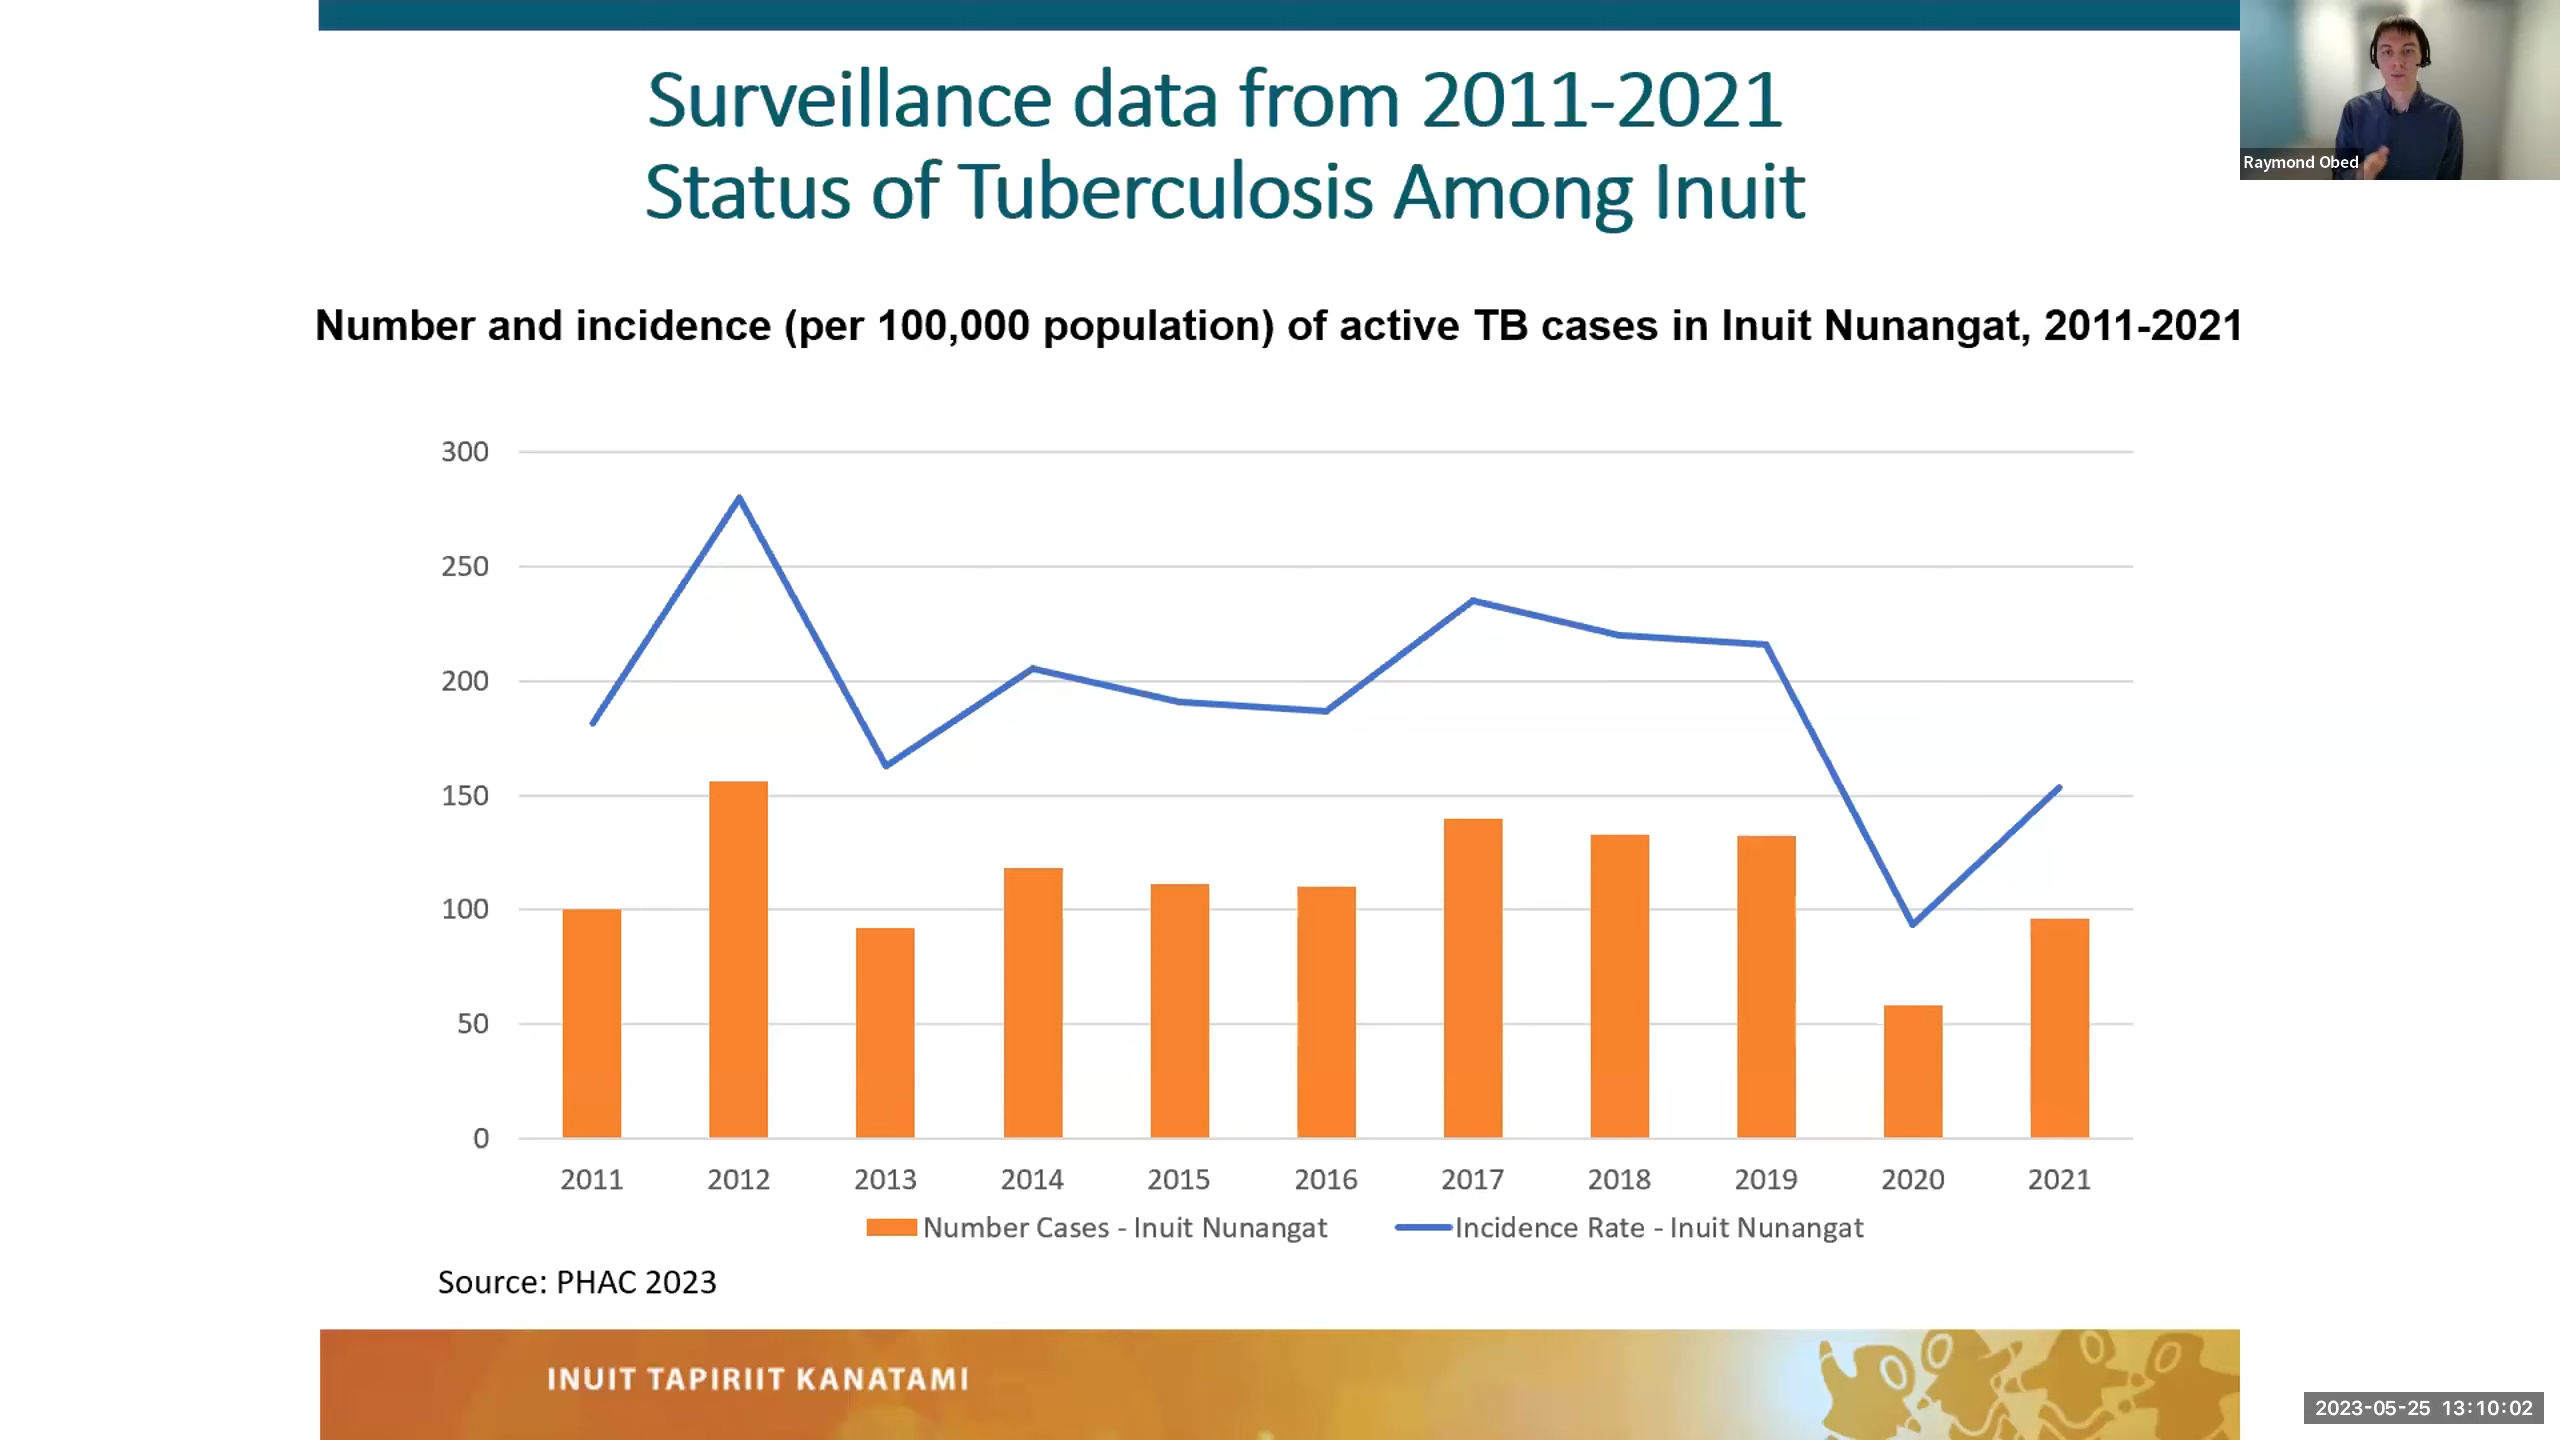 Surveillance data from 2011-2021
Status of Tuberculosis Among Inuit
Raymond Obed
Number and incidence (per 100,000 population) of active TB cases in Inuit Nunangat, 2011-2021
300
250
200
150
100
50
0
2011 2012 2013 2014 2015 2016 2017 2018 2019 2020 2021
Number Cases - Inuit Nunangat Incidence Rate - Inuit Nunangat
Source: PHAC 2023
INUIT TAPIRIIT KANATAMI
2023-05-25 13:10:02